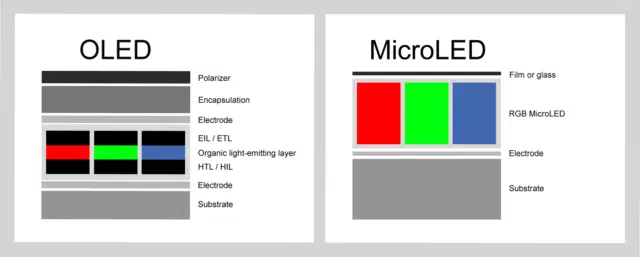 OLED
Polarizer
Encapsulation
Electrode
EIL / ETL
Organic light-emitting layer
HTL / HIL
Electrode
Substrate
MicroLED
Film or glass
RGB MicroLED
Electrode
Substrate